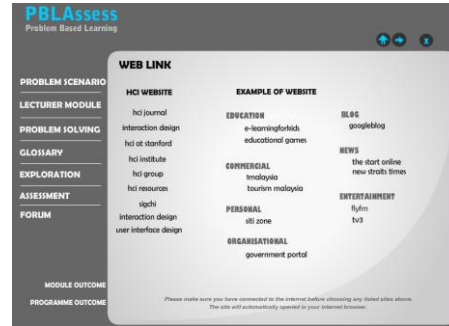 PBLAssess
Problem Based Learning
x
WEB LINK
PROBLEM SCENARIO
LECTURER MODULE
PROBLEM SOLVING
GLOSSARY
EXPLORATION
ASSESSMENT
FORUM
MODULE OUTCOME
PROGRAMME OUTCOME
HCI WEBSITE
hci journal
interaction design
hci at stanford
hci institute
hci group
hci resources
sigchi
interaction design
user interface design
EXAMPLE OF WEBSITE
EDUCATION
e-learningforkids
educational games
COMMERCIAL
1malaysia
tourism malaysia
PERSONAL
siti zone
ORGANISATIONAL
government portal
BLOG
googleblog
NEWS
the start online
new straits times
ENTERTAINMENT
flyfm
tv3
Please make sure you have connected to the internet before choosing any listed sites above.
The site will automatically opened in your internet browser.